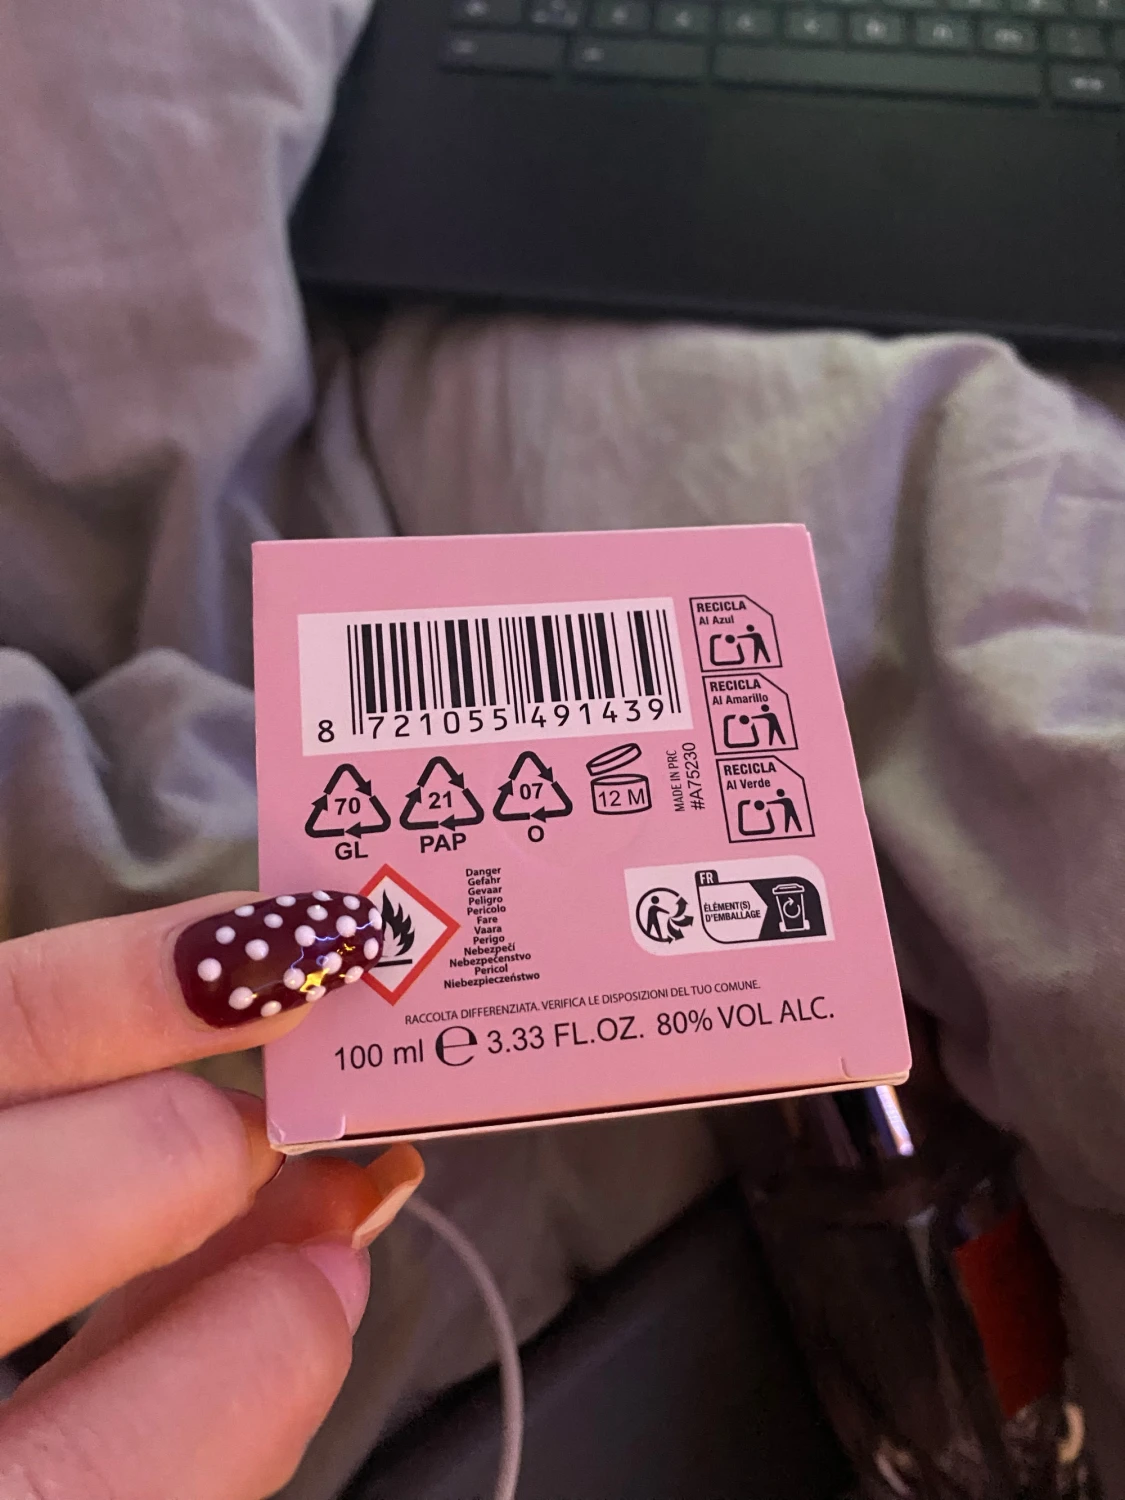 RECICLA
Al Azul
RECICLA
Al Amarillo
RECICLA
Al Verde
8 721055 491439
70
GL
21
PAP
07
O
12 M
MADE IN PRC
#A75230
Danger
Gefahr
Gevaar
Peligro
Pericolo
Fare
Vaara
Perigo
Nebezpečí
Nebezpečenstvo
Pericol
Niebezpieczeństwo
FR
ÉLÉMENT(S)
D'EMBALLAGE
RACCOLTA DIFFERENZIATA. VERIFICA LE DISPOSIZIONI DEL TUO COMUNE.
100 ml e 3.33 FL.OZ. 80% VOL ALC.